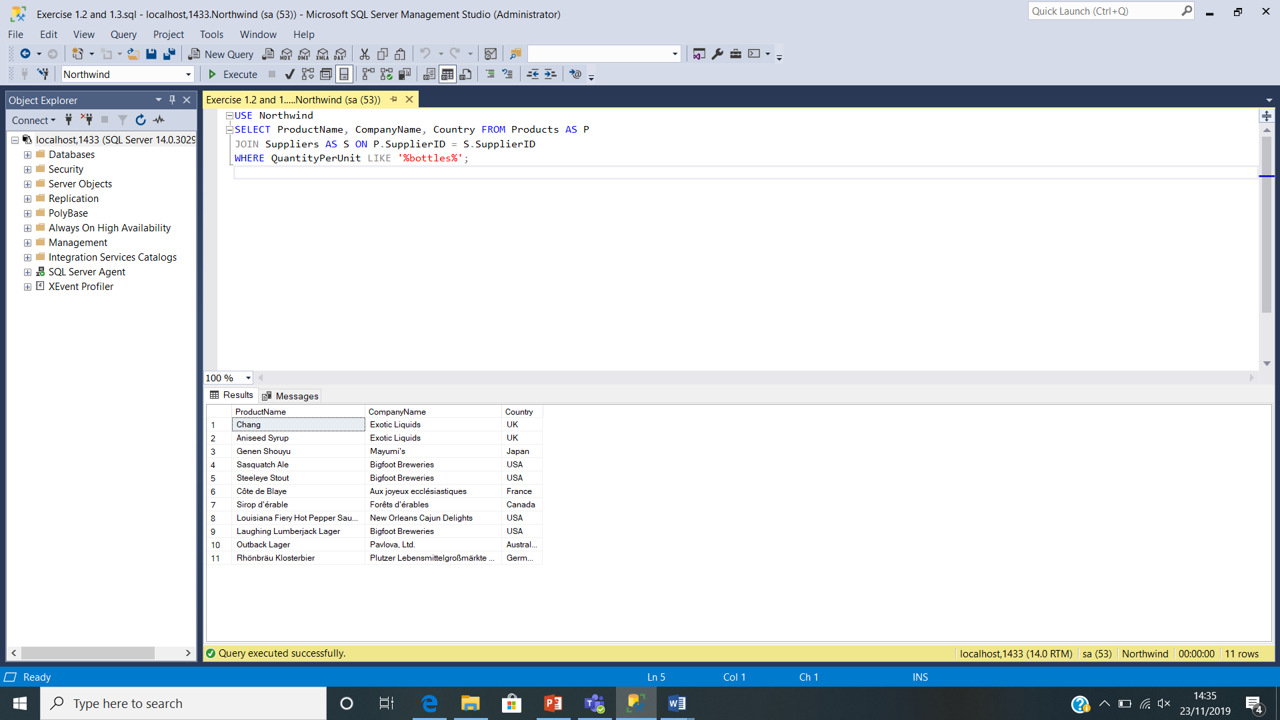 Exercise 1.2 and 1.3.sql - localhost,1433.Northwind (sa (53)) - Microsoft SQL Server Management Studio (Administrator)
Quick Launch (Ctrl+Q)
File Edit View Query Project Tools Window Help
New Query
MDX DMX XMLA DAX
Northwind
Execute
Object Explorer
Exercise 1.2 and 1.....Northwind (sa (53))
Connect
localhost,1433 (SQL Server 14.0.3029
Databases
Security
Server Objects
Replication
PolyBase
Always On High Availability
Management
Integration Services Catalogs
SQL Server Agent
XEvent Profiler
USE Northwind
SELECT ProductName, CompanyName, Country FROM Products AS P
JOIN Suppliers AS S ON P.SupplierID = S.SupplierID
WHERE QuantityPerUnit LIKE '%bottles%';
100 %
Results Messages
ProductName CompanyName Country
1 Chang Exotic Liquids UK
2 Aniseed Syrup Exotic Liquids UK
3 Genen Shouyu Mayumi's Japan
4 Sasquatch Ale Bigfoot Breweries USA
5 Steeleye Stout Bigfoot Breweries USA
6 Côte de Blaye Aux joyeux ecclésiastiques France
7 Sirop d'érable Forêts d'érables Canada
8 Louisiana Fiery Hot Pepper Sau... New Orleans Cajun Delights USA
9 Laughing Lumberjack Lager Bigfoot Breweries USA
10 Outback Lager Pavlova, Ltd. Austral...
11 Rhönbräu Klosterbier Plutzer Lebensmittelgroßmärkte ... Germ...
Query executed successfully.
localhost,1433 (14.0 RTM) sa (53) Northwind 00:00:00 11 rows
Ready Ln 5 Col 1 Ch 1 INS
Type here to search
14:35
23/11/2019
4